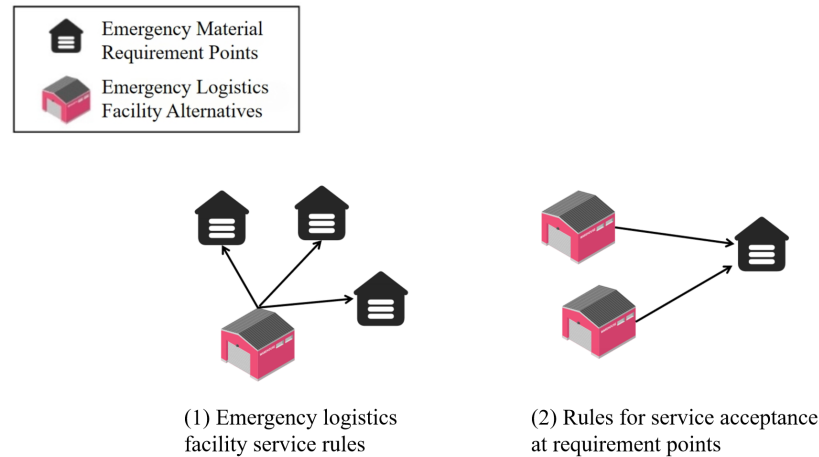 Emergency Material
Requirement Points
Emergency Logistics
Facility Alternatives
(1) Emergency logistics
facility service rules
(2) Rules for service acceptance
at requirement points